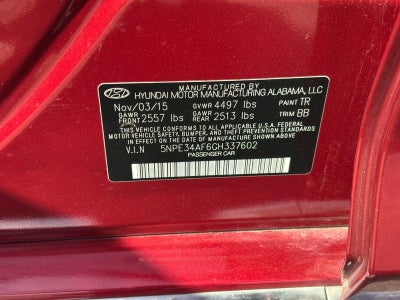 MANUFACTURED BY
HYUNDAI MOTOR MANUFACTURING ALABAMA, LLC
Nov/03/15 GVWR 4497 lbs PAINT TR
GAWR FRONT 2557 lbs GAWR REAR 2513 lbs TRIM BB
THIS VEHICLE CONFORMS TO ALL APPLICABLE U.S.A. FEDERAL
MOTOR VEHICLE SAFETY, BUMPER, AND THEFT PREVENTION STANDARDS
IN EFFECT ON THE DATE OF MANUFACTURE SHOWN ABOVE.
V.I.N 5NPE34AF6GH337602
PASSENGER CAR